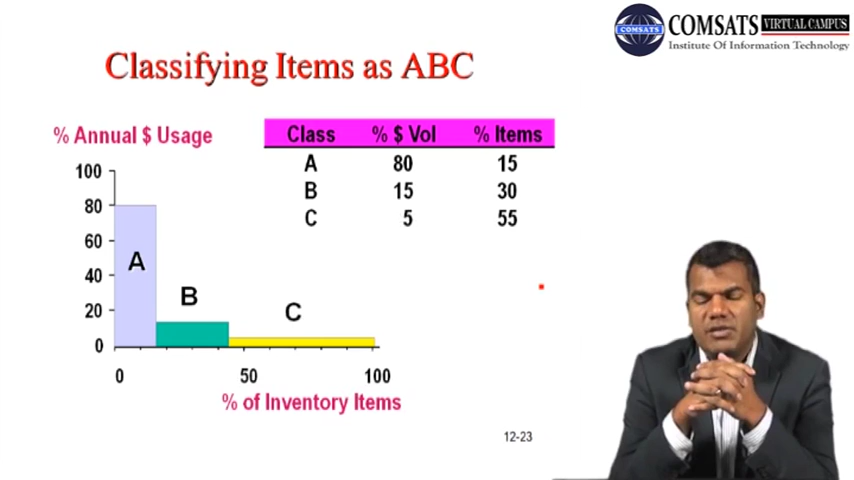 COMSATS
COMSATS VIRTUAL CAMPUS
Institute Of Information Technology
Classifying Items as ABC
% Annual $ Usage
Class % $ Vol % Items
A 80 15
B 15 30
C 5 55
100
80
60
40
20
0
A
B
C
0 50 100
% of Inventory Items
12-23